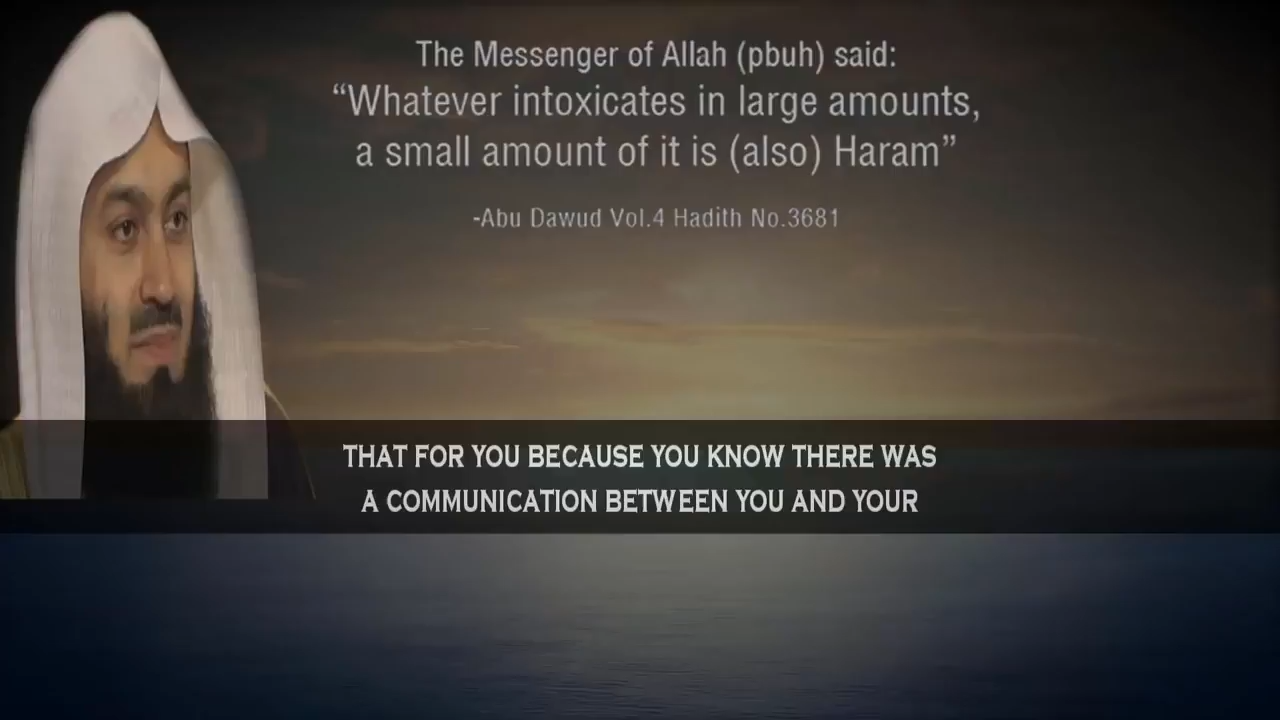 The Messenger of Allah (pbuh) said:
“Whatever intoxicates in large amounts,
a small amount of it is (also) Haram”
-Abu Dawud Vol.4 Hadith No.3681
THAT FOR YOU BECAUSE YOU KNOW THERE WAS
A COMMUNICATION BETWEEN YOU AND YOUR